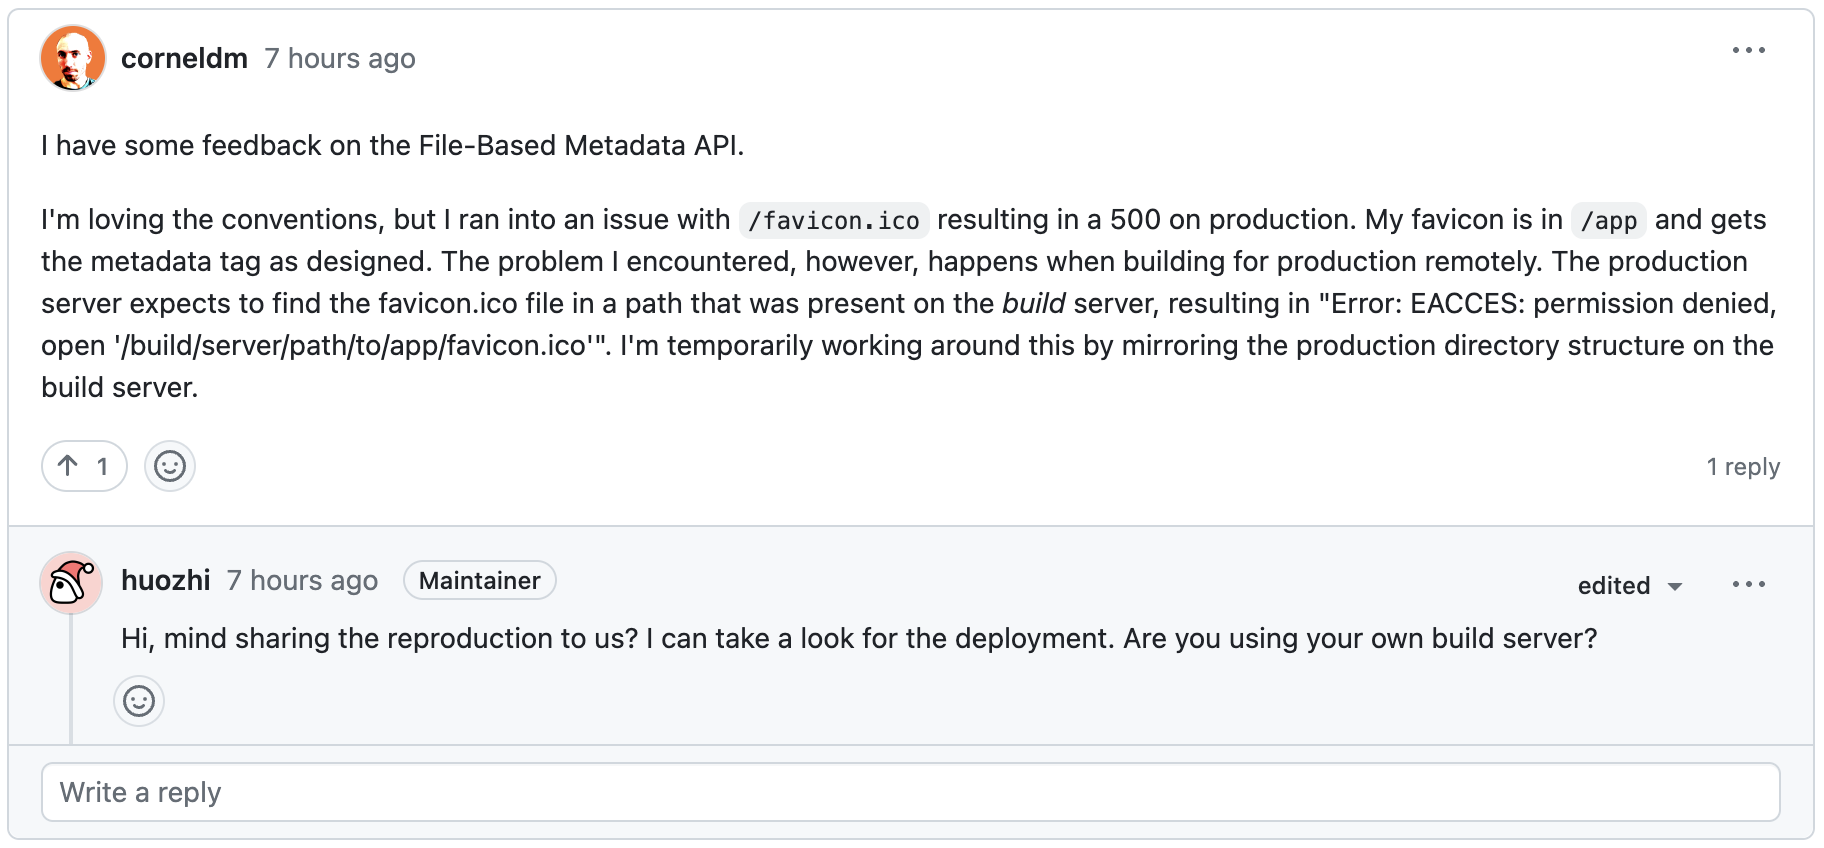 corneldm 7 hours ago
I have some feedback on the File-Based Metadata API.
I'm loving the conventions, but I ran into an issue with /favicon.ico resulting in a 500 on production. My favicon is in /app and gets
the metadata tag as designed. The problem I encountered, however, happens when building for production remotely. The production
server expects to find the favicon.ico file in a path that was present on the build server, resulting in "Error: EACCES: permission denied,
open '/build/server/path/to/app/favicon.ico'". I'm temporarily working around this by mirroring the production directory structure on the
build server.
1
1 reply
huozhi 7 hours ago Maintainer
edited
Hi, mind sharing the reproduction to us? I can take a look for the deployment. Are you using your own build server?
Write a reply